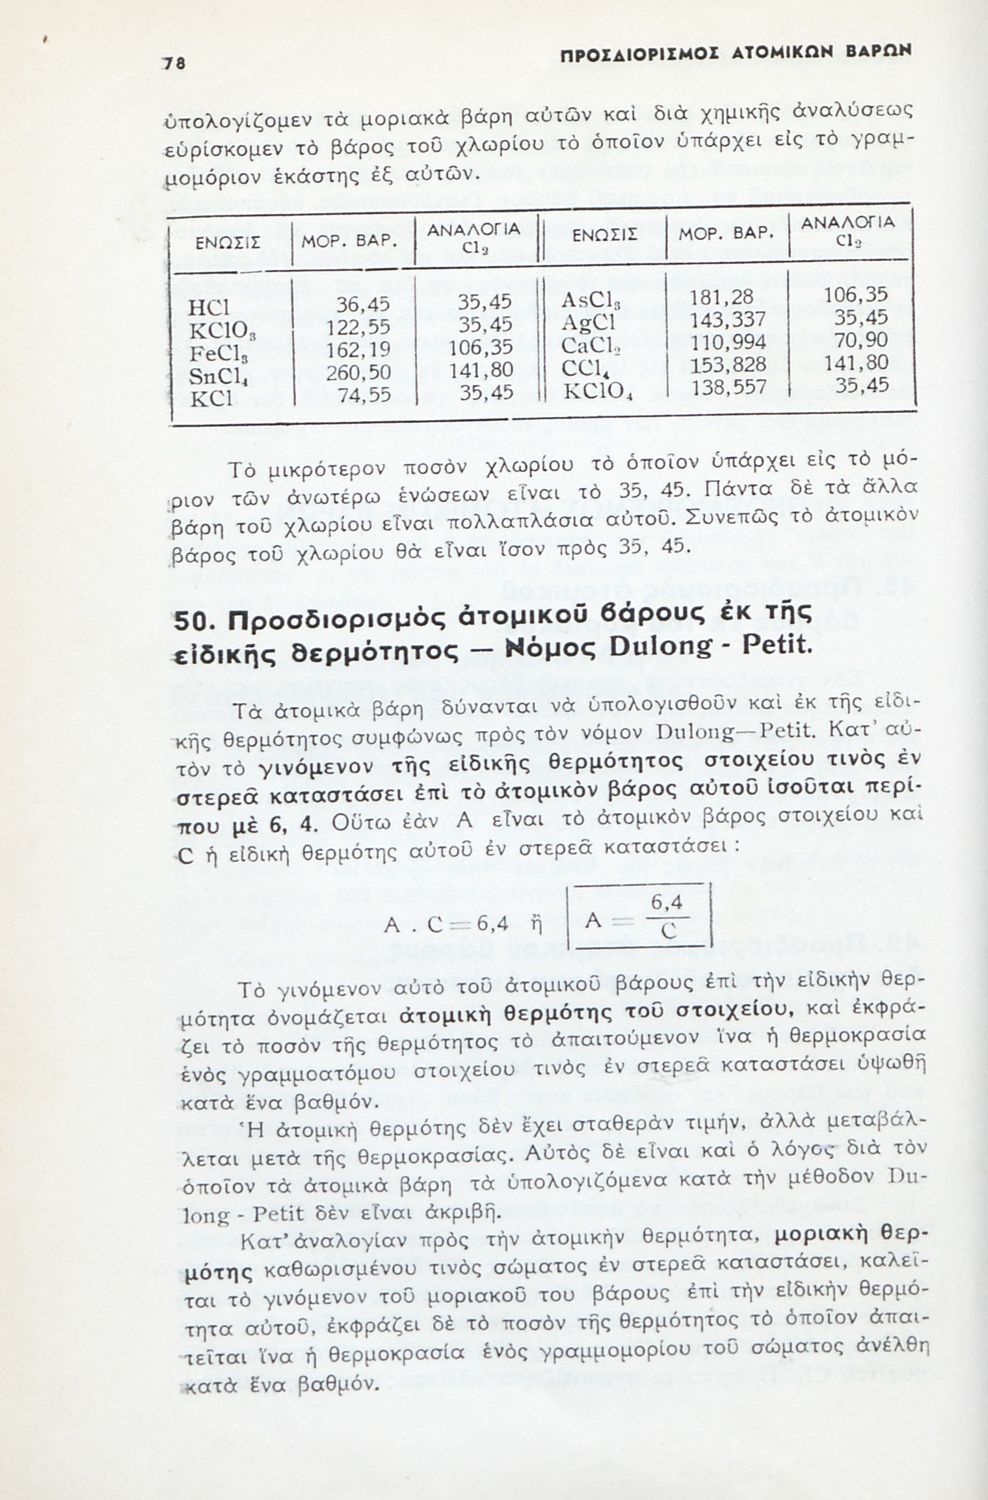 78
ΠΡΟΣΔΙΟΡΙΣΜΟΣ ΑΤΟΜΙΚΩΝ ΒΑΡΩΝ
ὑπολογίζομεν τὰ μοριακὰ βάρη αὐτῶν καὶ διὰ χημικῆς ἀναλύσεως
εὑρίσκομεν τὸ βάρος τοῦ χλωρίου τὸ ὁποῖον ὑπάρχει εἰς τὸ γραμ-
μομόριον ἑκάστης ἐξ αὐτῶν.
ΕΝΩΣΙΣ ΜΟΡ. ΒΑΡ. ΑΝΑΛΟΓΙΑ Cl₂ ΕΝΩΣΙΣ ΜΟΡ. ΒΑΡ. ΑΝΑΛΟΓΙΑ Cl₂
HCl 36,45 35,45 AsCl₃ 181,28 106,35
KClO₃ 122,55 35,45 AgCl 143,337 35,45
FeCl₃ 162,19 106,35 CaCl₂ 110,994 70,90
SnCl₄ 260,50 141,80 CCl₄ 153,828 141,80
KCl 74,55 35,45 KClO₄ 138,557 35,45
Τὸ μικρότερον ποσὸν χλωρίου τὸ ὁποῖον ὑπάρχει εἰς τὸ μό-
ριον τῶν ἀνωτέρω ἑνώσεων εἶναι τὸ 35, 45. Πάντα δὲ τὰ ἄλλα
βάρη τοῦ χλωρίου εἶναι πολλαπλάσια αὐτοῦ. Συνεπῶς τὸ ἀτομικὸν
βάρος τοῦ χλωρίου θὰ εἶναι ἴσον πρὸς 35, 45.
50. Προσδιορισμὸς ἀτομικοῦ βάρους ἐκ τῆς
εἰδικῆς θερμότητος — Νόμος Dulong - Petit.
Τὰ ἀτομικὰ βάρη δύνανται νὰ ὑπολογισθοῦν καὶ ἐκ τῆς εἰδι-
κῆς θερμότητος συμφώνως πρὸς τὸν νόμον Dulong—Petit. Κατ' αὐ-
τὸν τὸ γινόμενον τῆς εἰδικῆς θερμότητος στοιχείου τινὸς ἐν
στερεᾷ καταστάσει ἐπὶ τὸ ἀτομικὸν βάρος αὐτοῦ ἰσοῦται περί-
που μὲ 6, 4. Οὕτω ἐὰν Α εἶναι τὸ ἀτομικὸν βάρος στοιχείου καὶ
C ἡ εἰδικὴ θερμότης αὐτοῦ ἐν στερεᾷ καταστάσει :
A . C = 6,4 ἢ A = 6,4 / C
Τὸ γινόμενον αὐτὸ τοῦ ἀτομικοῦ βάρους ἐπὶ τὴν εἰδικὴν θερ-
μότητα ὀνομάζεται ἀτομικὴ θερμότης τοῦ στοιχείου, καὶ ἐκφρά-
ζει τὸ ποσὸν τῆς θερμότητος τὸ ἀπαιτούμενον ἵνα ἡ θερμοκρασία
ἑνὸς γραμμοατόμου στοιχείου τινὸς ἐν στερεᾷ καταστάσει ὑψωθῇ
κατὰ ἕνα βαθμόν.
Ἡ ἀτομικὴ θερμότης δὲν ἔχει σταθερὰν τιμήν, ἀλλὰ μεταβάλ-
λεται μετὰ τῆς θερμοκρασίας. Αὐτὸς δὲ εἶναι καὶ ὁ λόγος διὰ τὸν
ὁποῖον τὰ ἀτομικὰ βάρη τὰ ὑπολογιζόμενα κατὰ τὴν μέθοδον Du-
long - Petit δὲν εἶναι ἀκριβῆ.
Κατ' ἀναλογίαν πρὸς τὴν ἀτομικὴν θερμότητα, μοριακὴ θερ-
μότης καθωρισμένου τινὸς σώματος ἐν στερεᾷ καταστάσει, καλεῖ-
ται τὸ γινόμενον τοῦ μοριακοῦ του βάρους ἐπὶ τὴν εἰδικὴν θερμό-
τητα αὐτοῦ, ἐκφράζει δὲ τὸ ποσὸν τῆς θερμότητος τὸ ὁποῖον ἀπαι-
τεῖται ἵνα ἡ θερμοκρασία ἑνὸς γραμμομορίου τοῦ σώματος ἀνέλθῃ
κατὰ ἕνα βαθμόν.